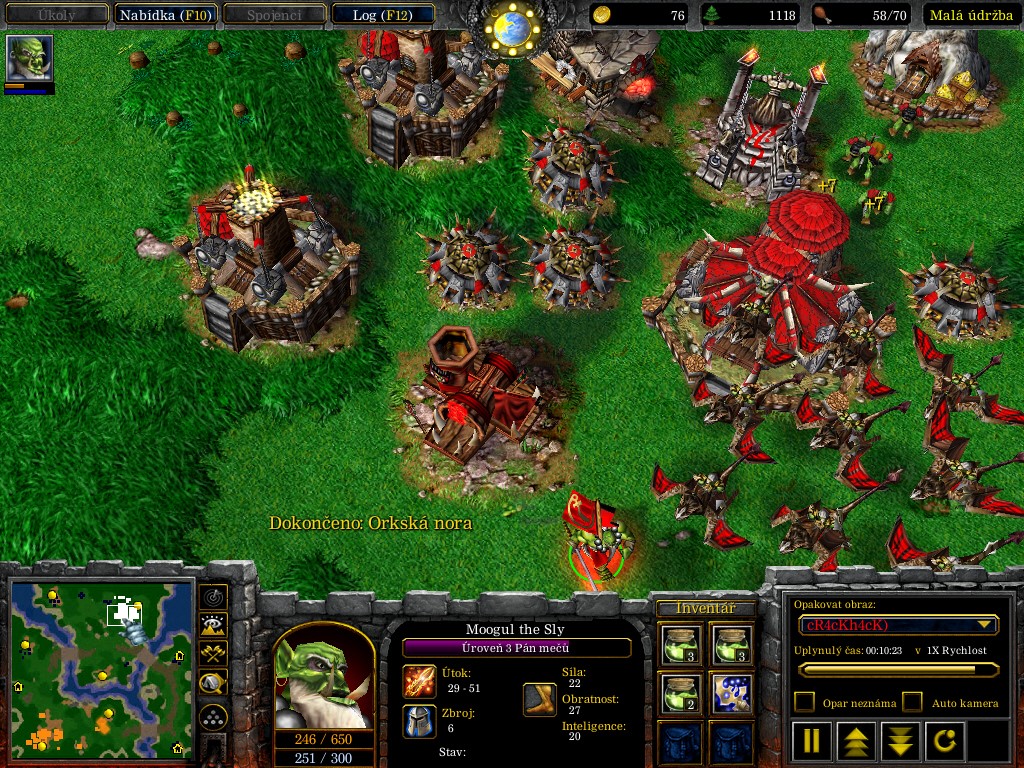 Úkoly Nabídka (F10) Spojenci Log (F12) 76 1118 58/70 Malá údržba
+7
+7
Dokončeno: Orkská nora
Moogul the Sly
Úroveň 3 Pán mečů
Útok:
29 - 51
Zbroj:
6
Stav:
Síla:
22
Obratnost:
27
Inteligence:
20
246 / 650
251 / 300
Inventář
3
3
2
Opakovat obraz:
cR4cKh4cK)
Uplynulý čas: 00:10:23 v 1X Rychlost
Opar neznáma Auto kamera